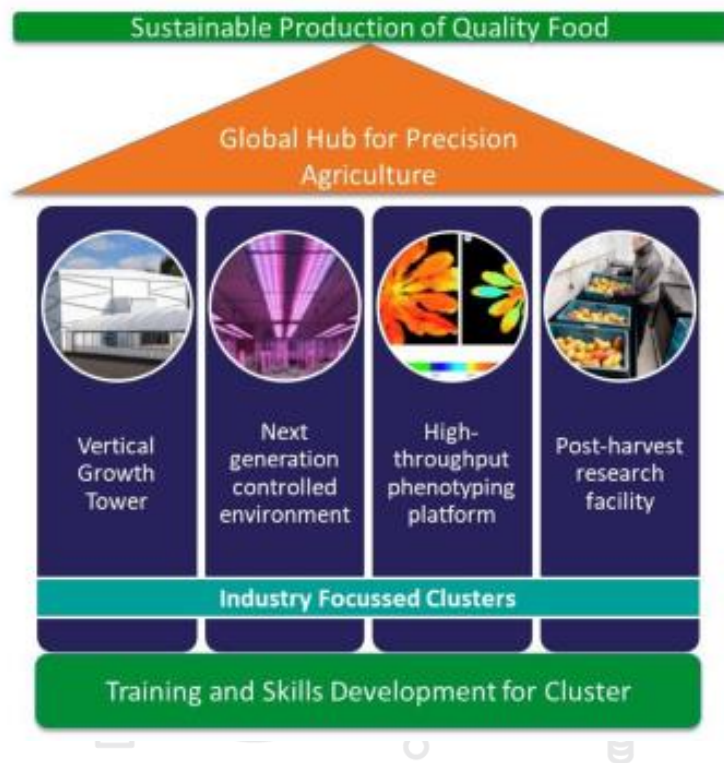 Sustainable Production of Quality Food
Global Hub for Precision
Agriculture
Vertical
Growth
Tower
Next
generation
controlled
environment
High-
throughput
phenotyping
platform
Post-harvest
research
facility
Industry Focussed Clusters
Training and Skills Development for Cluster